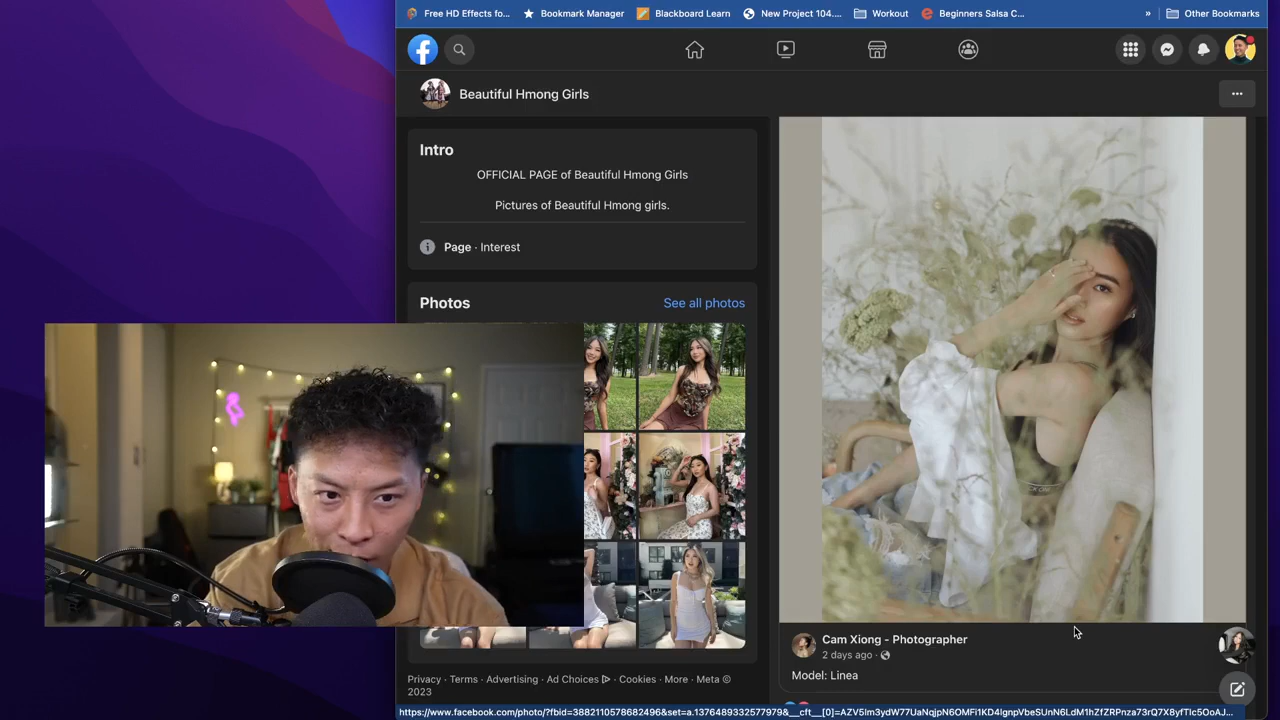 Free HD Effects fo...
Bookmark Manager
Blackboard Learn
New Project 104....
Workout
Beginners Salsa C...
»
Other Bookmarks
Beautiful Hmong Girls
Intro
OFFICIAL PAGE of Beautiful Hmong Girls
Pictures of Beautiful Hmong girls.
Page · Interest
Photos
See all photos
Cam Xiong - Photographer
2 days ago ·
Model: Linea
Privacy · Terms · Advertising · Ad Choices · Cookies · More · Meta ©
2023